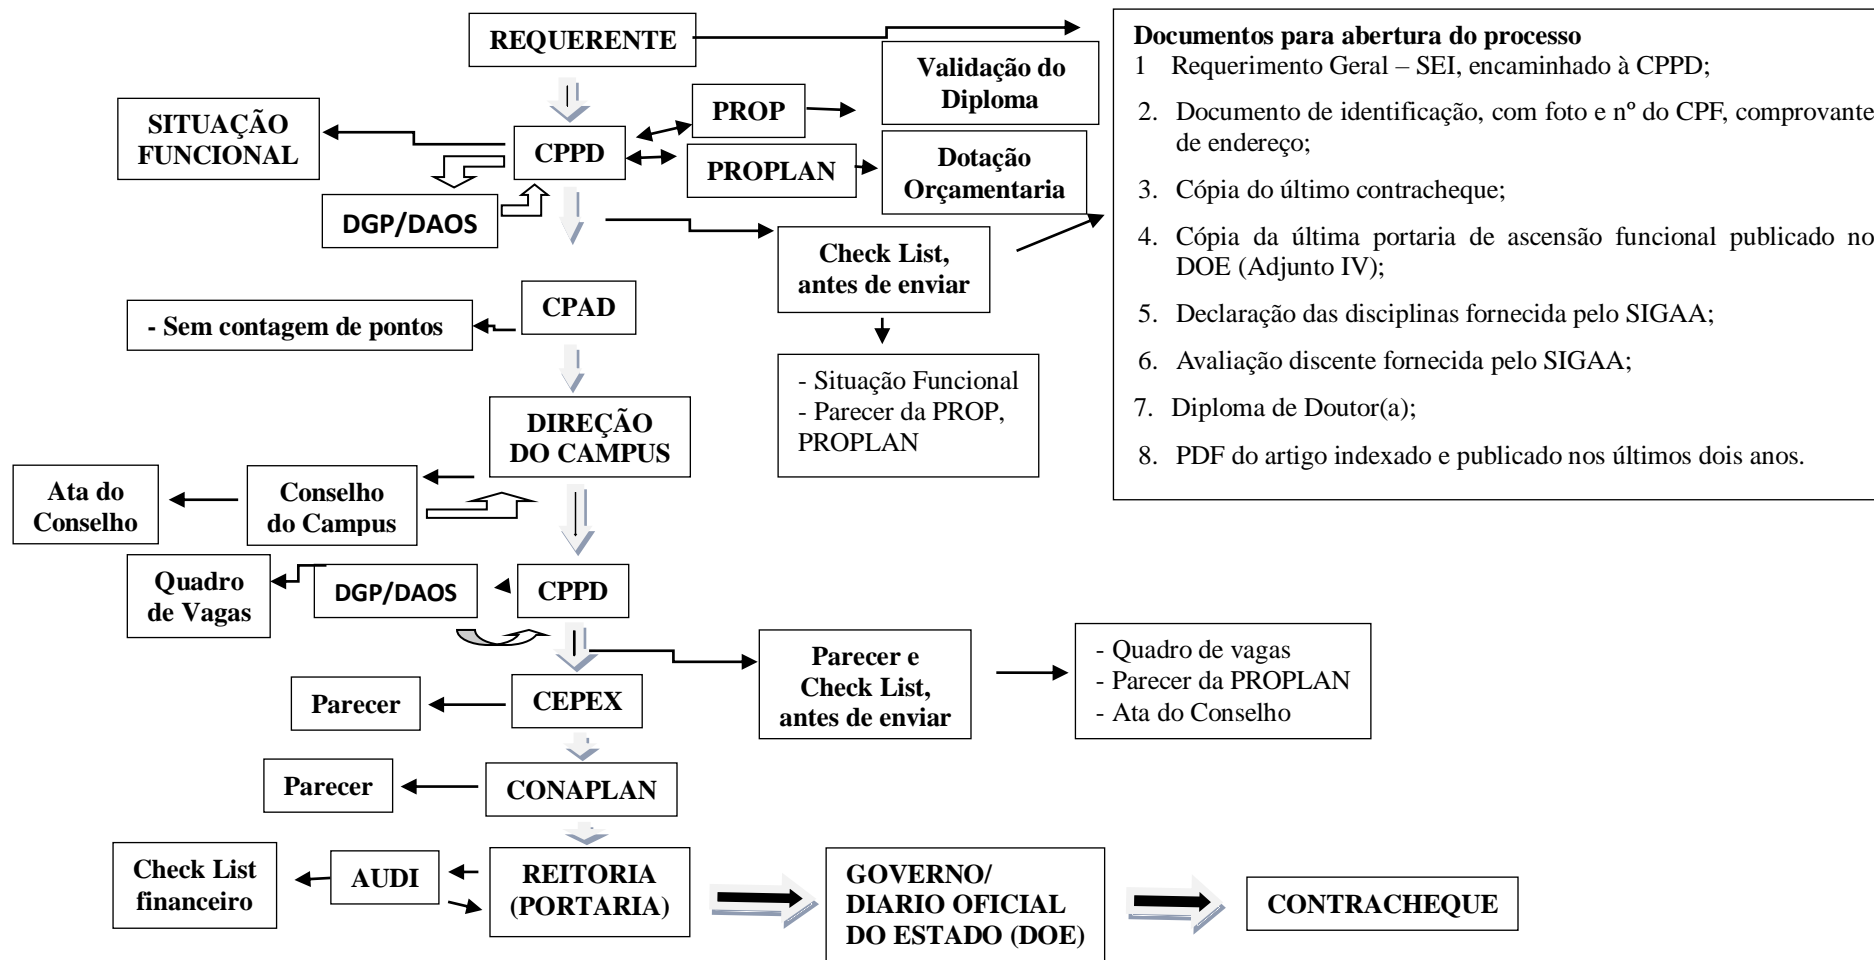 REQUERENTE
Documentos para abertura do processo
1 Requerimento Geral – SEI, encaminhado à CPPD;
2. Documento de identificação, com foto e nº do CPF, comprovante
de endereço;
3. Cópia do último contracheque;
4. Cópia da última portaria de ascensão funcional publicado no
DOE (Adjunto IV);
5. Declaração das disciplinas fornecida pelo SIGAA;
6. Avaliação discente fornecida pelo SIGAA;
7. Diploma de Doutor(a);
8. PDF do artigo indexado e publicado nos últimos dois anos.
Validação do
Diploma
PROP
SITUAÇÃO
FUNCIONAL
CPPD
PROPLAN
Dotação
Orçamentaria
DGP/DAOS
Check List,
antes de enviar
CPAD
- Sem contagem de pontos
- Situação Funcional
- Parecer da PROP,
PROPLAN
DIREÇÃO
DO CAMPUS
Ata do
Conselho
Conselho
do Campus
Quadro
de Vagas
DGP/DAOS
CPPD
Parecer e
Check List,
antes de enviar
- Quadro de vagas
- Parecer da PROPLAN
- Ata do Conselho
Parecer
CEPEX
Parecer
CONAPLAN
Check List
financeiro
AUDI
REITORIA
(PORTARIA)
GOVERNO/
DIARIO OFICIAL
DO ESTADO (DOE)
CONTRACHEQUE